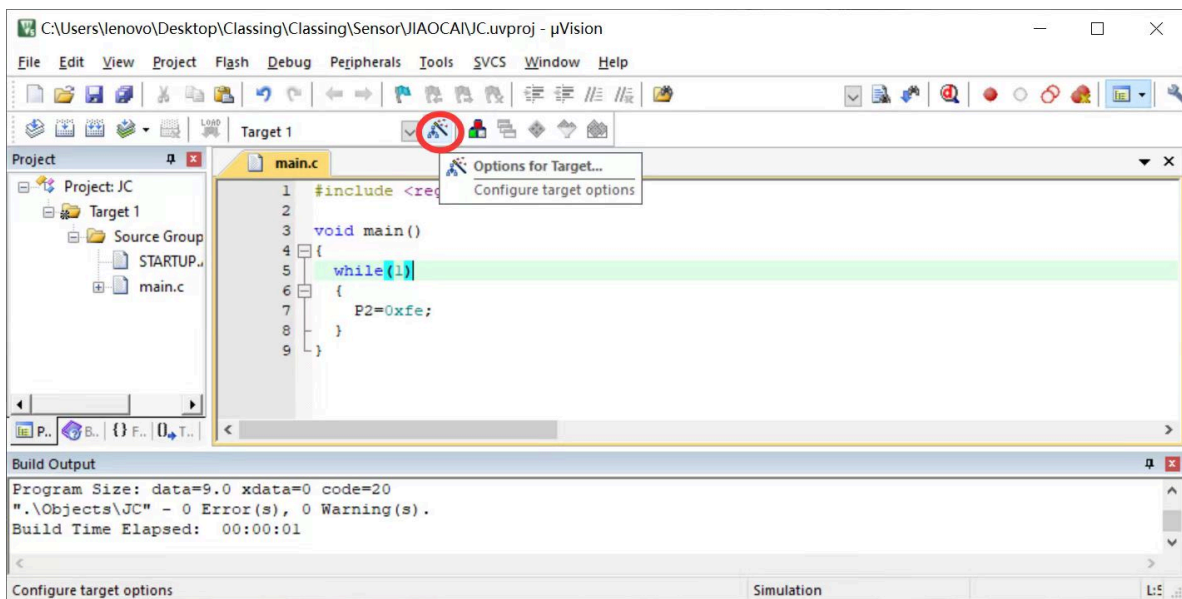 C:\Users\lenovo\Desktop\Classing\Classing\Sensor\JIAOCAI\JC.uvproj - µVision
File Edit View Project Flash Debug Peripherals Tools SVCS Window Help
LOAD Target 1
Project
main.c
Options for Target...
Configure target options
Project: JC
Target 1
Source Group
STARTUP.
main.c
1 #include <reg
2
3 void main()
4 {
5 while(1)
6 {
7 P2=0xfe;
8 }
9 }
P.. B.. {} F.. 0 T..
Build Output
Program Size: data=9.0 xdata=0 code=20
".\Objects\JC" - 0 Error(s), 0 Warning(s).
Build Time Elapsed: 00:00:01
Configure target options Simulation L:5